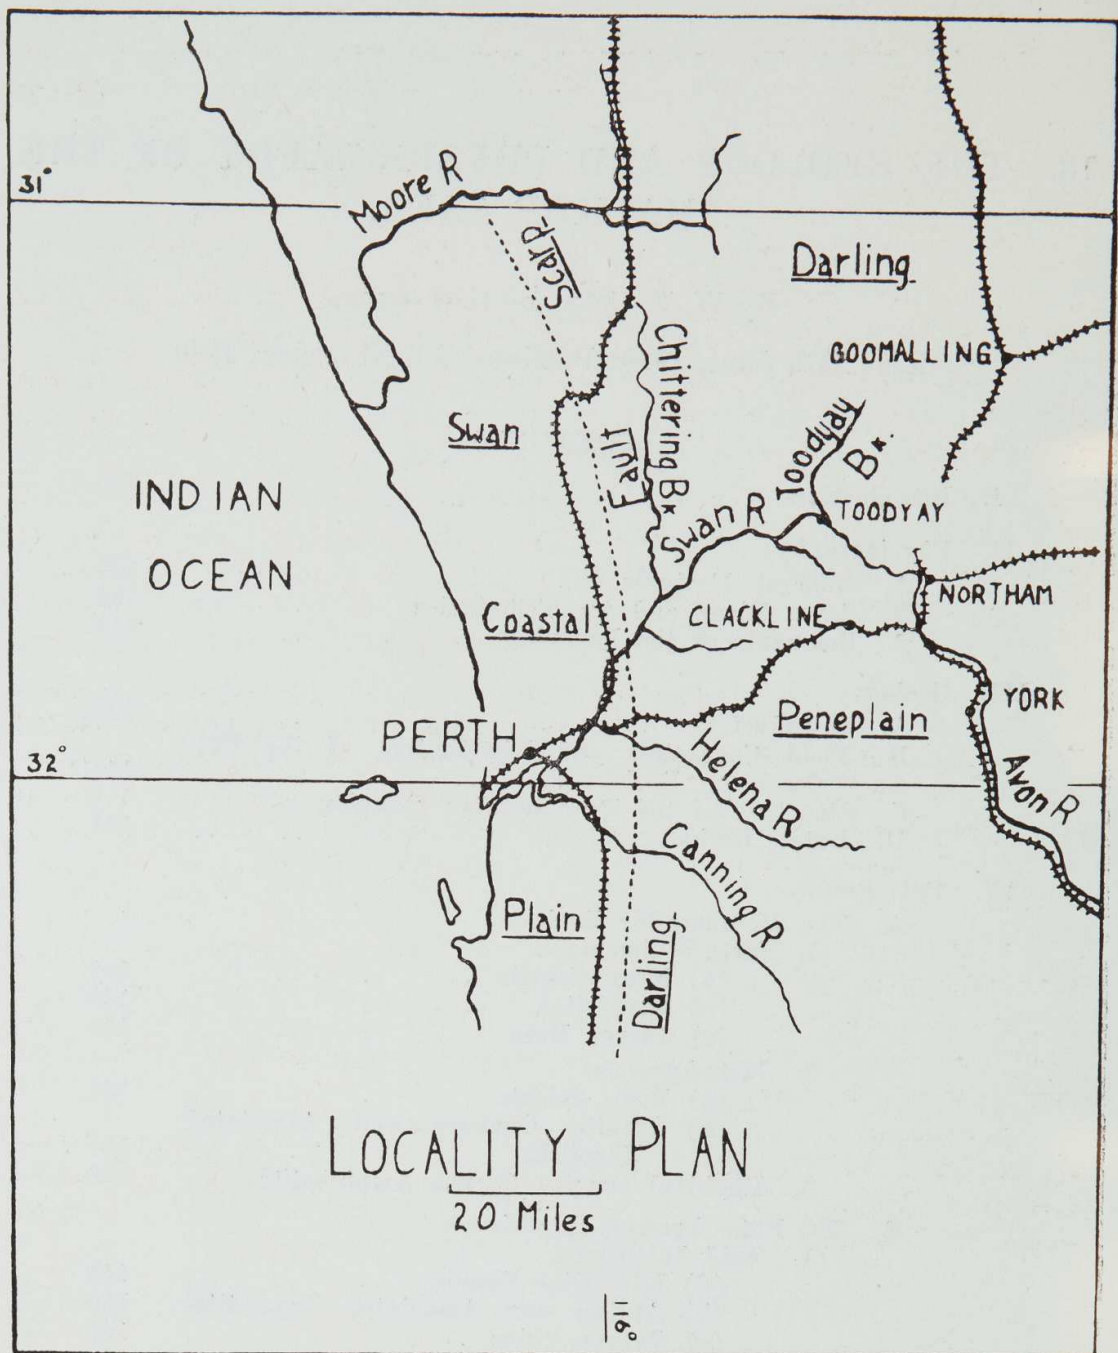 31°
Moore R
Scarp
Darling
GOOMALLING
Chittering Bk
Swan
Fault
Toodyay
Bk.
INDIAN
OCEAN
Swan R
TOODYAY
NORTHAM
Coastal
CLACKLINE
YORK
Peneplain
PERTH
32°
Helena R
Avon R
Canning R
Plain
Darling
LOCALITY PLAN
20 Miles
116°